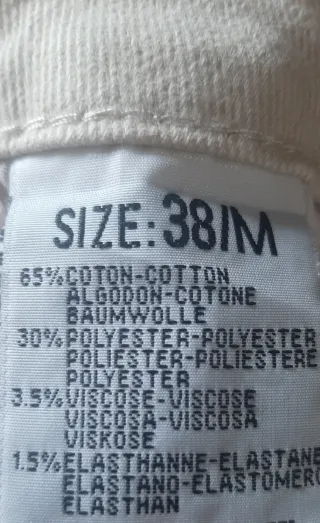 SIZE: 38/M
65% COTON-COTTON
ALGODON-COTONE
BAUMWOLLE
30% POLYESTER-POLYESTER
POLIESTER-POLIESTERE
POLYESTER
3.5% VISCOSE-VISCOSE
VISCOSA-VISCOSA
VISKOSE
1.5% ELASTHANNE-ELASTANE
ELASTANO-ELASTOMERO
ELASTHAN